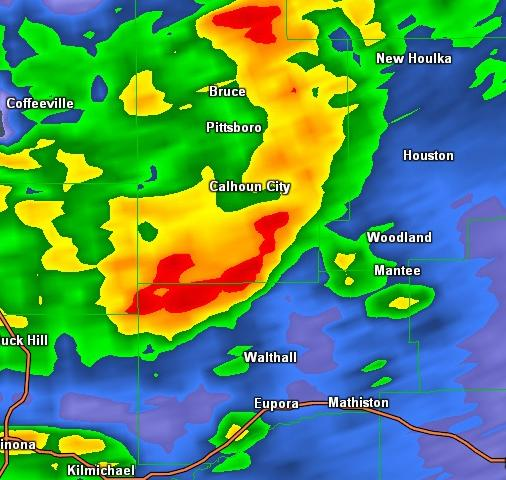 New Houlka
Bruce
Coffeeville
Pittsboro
Houston
Calhoun City
Woodland
Mantee
uck Hill
Walthall
Eupora
Mathiston
inona
Kilmichael